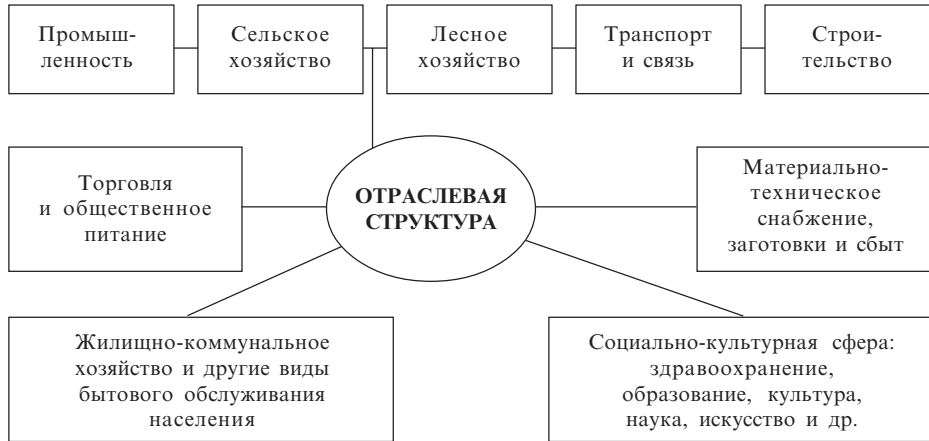 Промыш-
ленность
Сельское
хозяйство
Лесное
хозяйство
Транспорт
и связь
Строи-
тельство
Торговля
и общественное
питание
ОТРАСЛЕВАЯ
СТРУКТУРА
Материально-
техническое
снабжение,
заготовки и сбыт
Жилищно-коммунальное
хозяйство и другие виды
бытового обслуживания
населения
Социально-культурная сфера:
здравоохранение,
образование, культура,
наука, искусство и др.